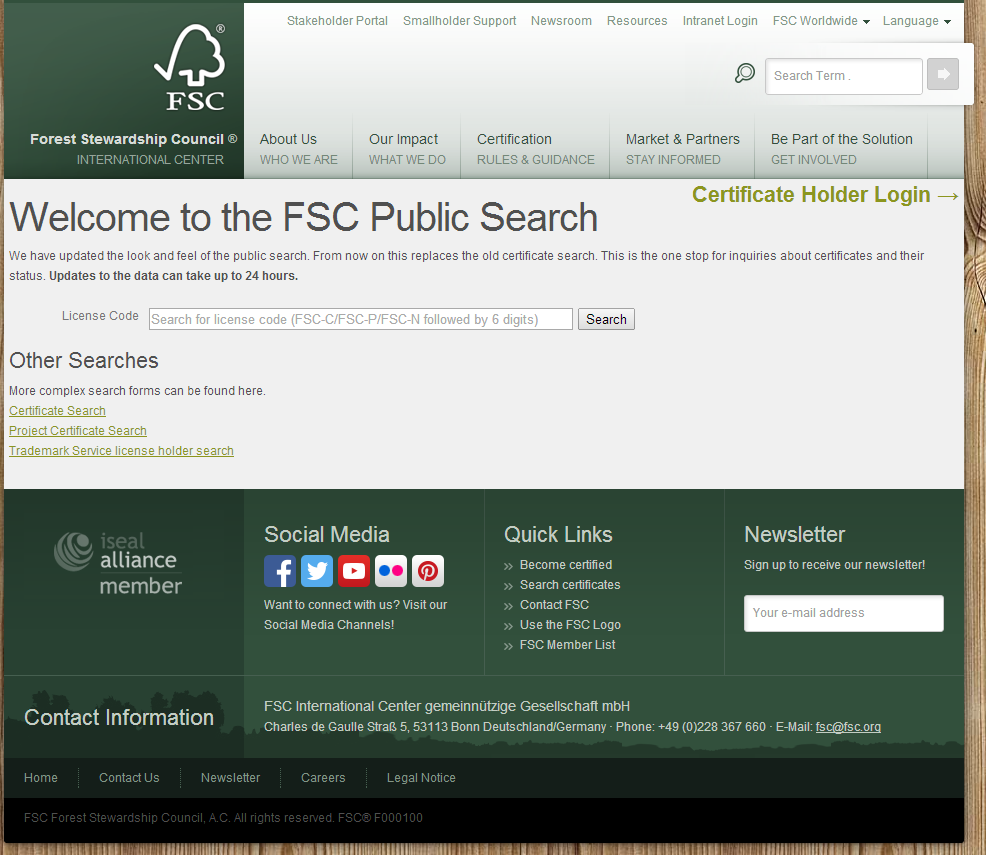 Stakeholder Portal Smallholder Support Newsroom Resources Intranet Login FSC Worldwide Language
®
FSC
Search Term .
Forest Stewardship Council ®
INTERNATIONAL CENTER
About Us Our Impact Certification Market & Partners Be Part of the Solution
WHO WE ARE WHAT WE DO RULES & GUIDANCE STAY INFORMED GET INVOLVED
Certificate Holder Login →
Welcome to the FSC Public Search
We have updated the look and feel of the public search. From now on this replaces the old certificate search. This is the one stop for inquiries about certificates and their
status. Updates to the data can take up to 24 hours.
License Code Search for license code (FSC-C/FSC-P/FSC-N followed by 6 digits) Search
Other Searches
More complex search forms can be found here.
Certificate Search
Project Certificate Search
Trademark Service license holder search
iseal
alliance
member
Social Media
Want to connect with us? Visit our
Social Media Channels!
Quick Links
Become certified
Search certificates
Contact FSC
Use the FSC Logo
FSC Member List
Newsletter
Sign up to receive our newsletter!
Your e-mail address
Contact Information
FSC International Center gemeinnützige Gesellschaft mbH
Charles de Gaulle Straß 5, 53113 Bonn Deutschland/Germany · Phone: +49 (0)228 367 660 · E-Mail: fsc@fsc.org
Home Contact Us Newsletter Careers Legal Notice
FSC Forest Stewardship Council, A.C. All rights reserved. FSC® F000100